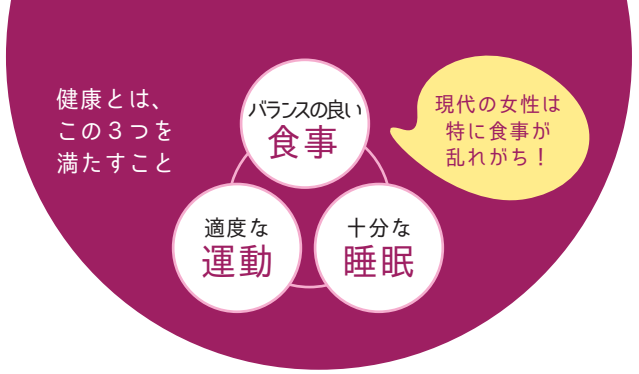 健康とは、
この３つを
満たすこと
バランスの良い
食事
現代の女性は
特に食事が
乱れがち！
適度な
運動
十分な
睡眠